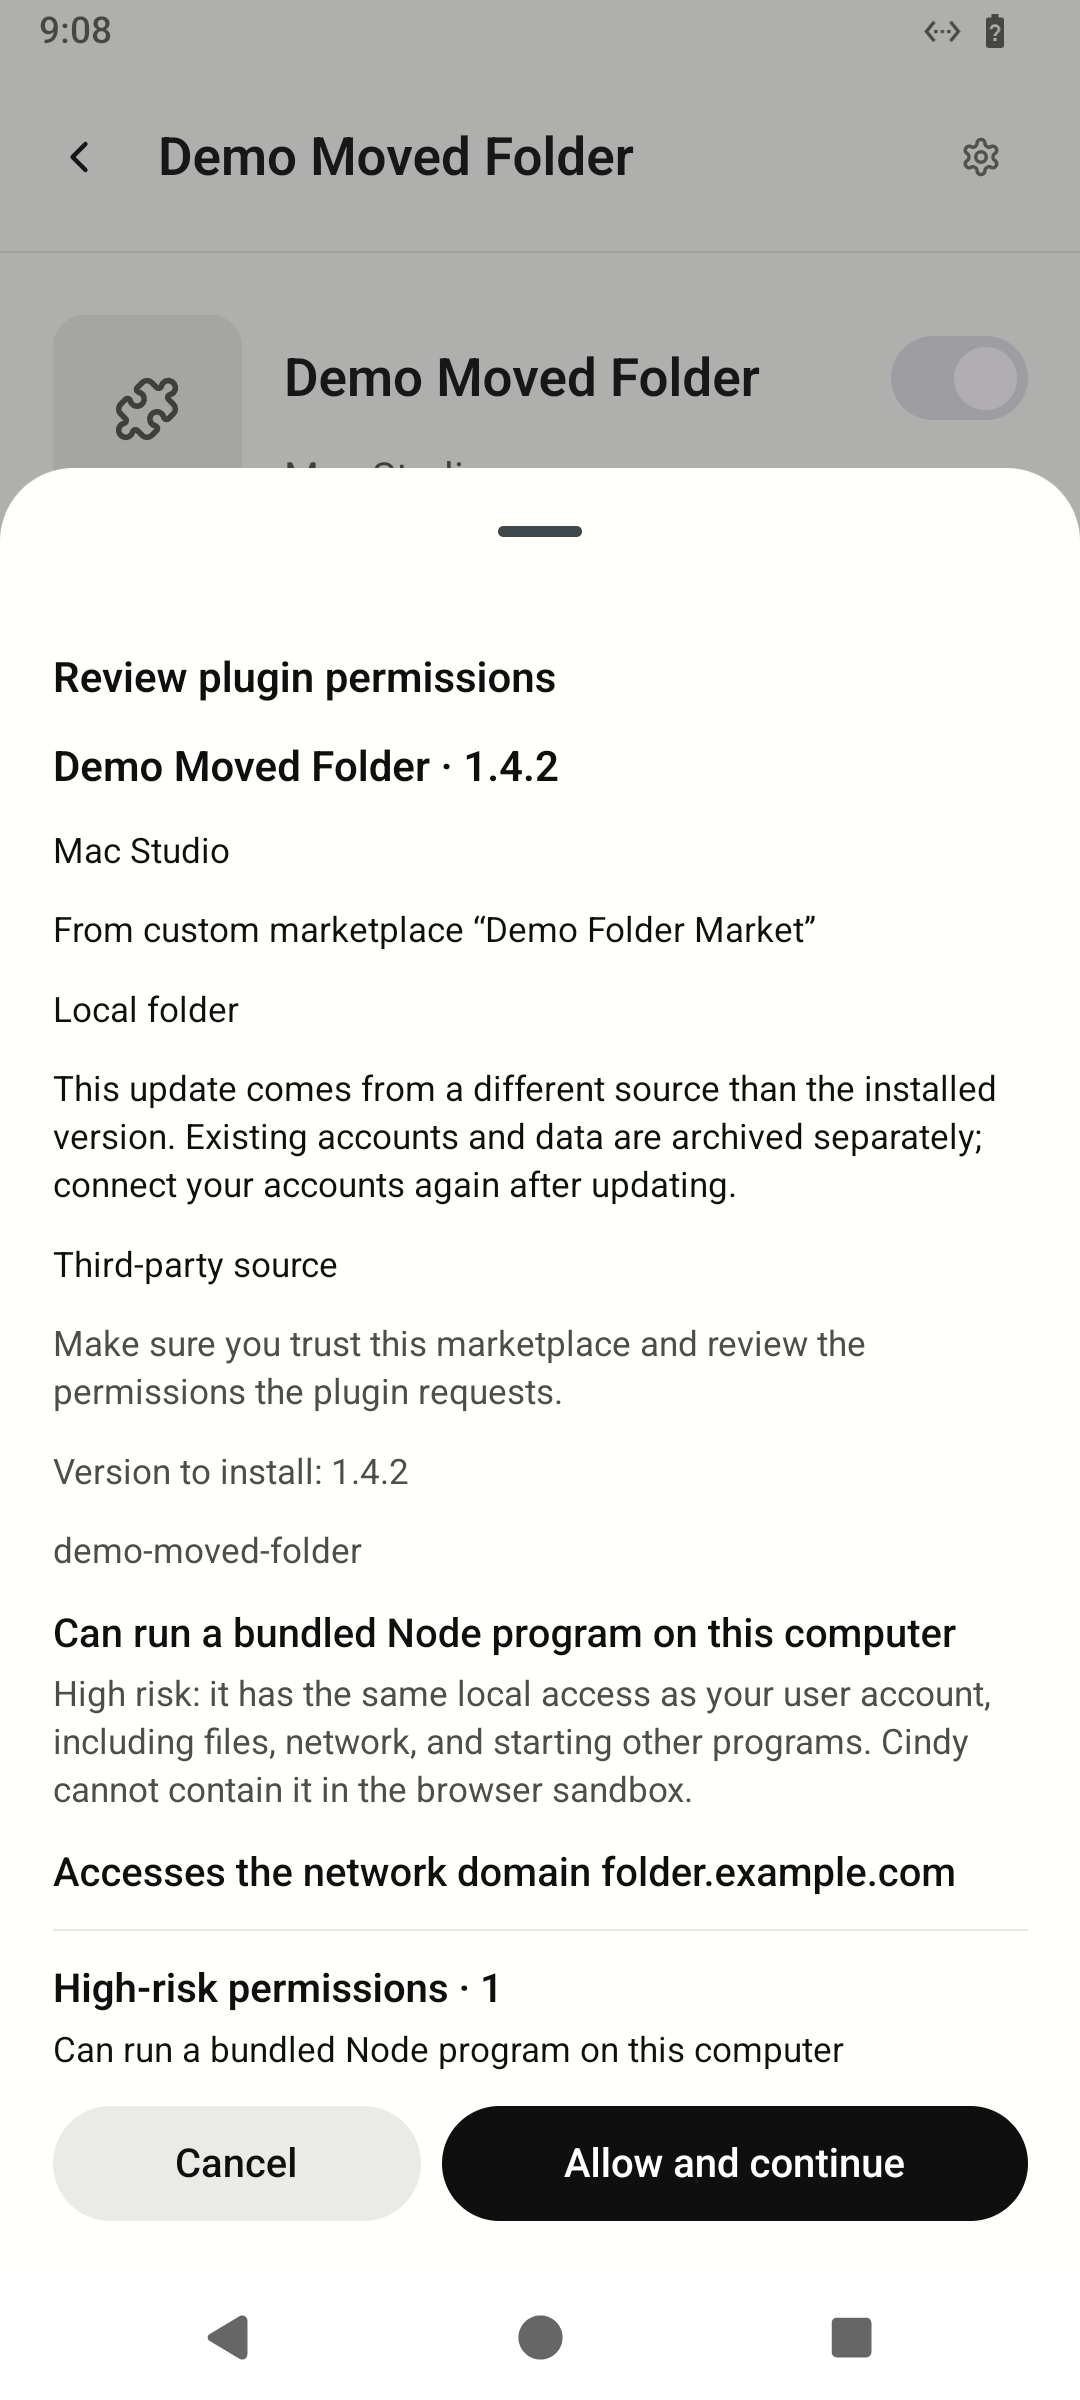 9:08
Demo Moved Folder
Demo Moved Folder
Review plugin permissions
Demo Moved Folder · 1.4.2
Mac Studio
From custom marketplace “Demo Folder Market”
Local folder
This update comes from a different source than the installed
version. Existing accounts and data are archived separately;
connect your accounts again after updating.
Third-party source
Make sure you trust this marketplace and review the
permissions the plugin requests.
Version to install: 1.4.2
demo-moved-folder
Can run a bundled Node program on this computer
High risk: it has the same local access as your user account,
including files, network, and starting other programs. Cindy
cannot contain it in the browser sandbox.
Accesses the network domain folder.example.com
High-risk permissions · 1
Can run a bundled Node program on this computer
Cancel
Allow and continue